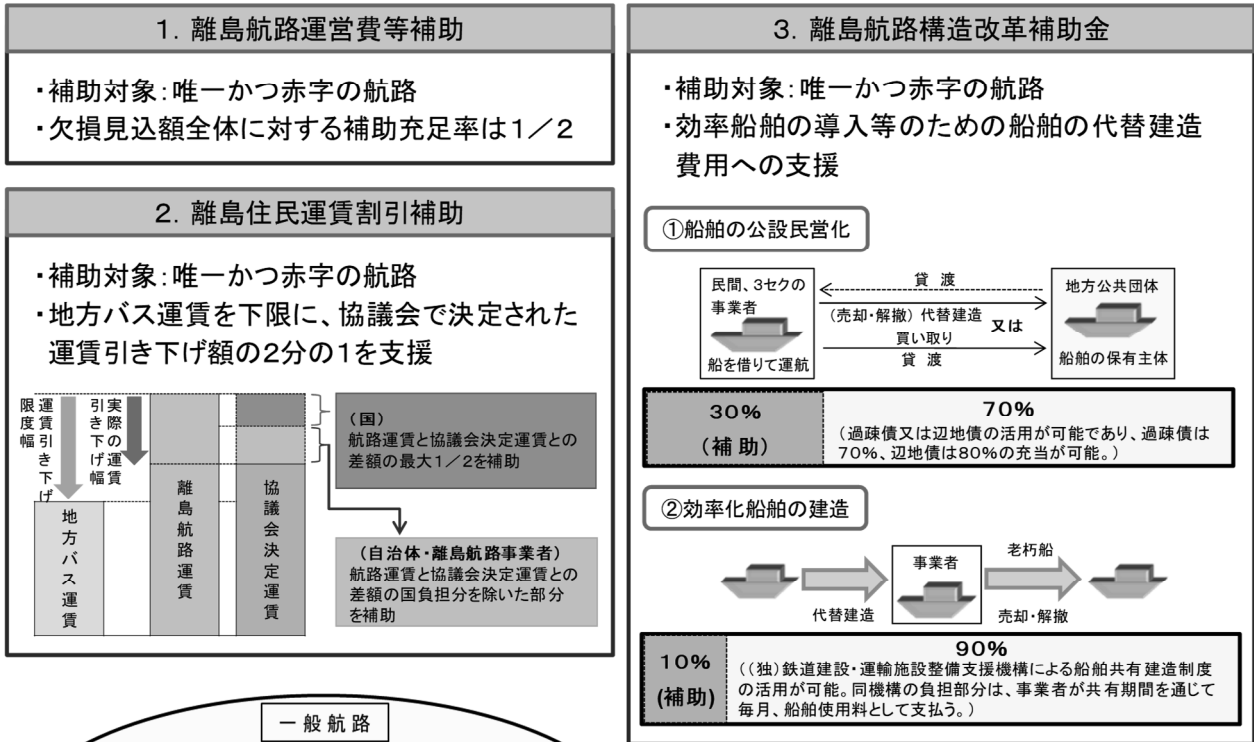 1. 離島航路運営費等補助
・補助対象:唯一かつ赤字の航路
・欠損見込額全体に対する補助充足率は1/2
2. 離島住民運賃割引補助
・補助対象:唯一かつ赤字の航路
・地方バス運賃を下限に、協議会で決定された
運賃引き下げ額の2分の1を支援
運賃引き下げ
限度幅
実際の運賃
引き下げ幅
地方バス運賃
離島航路運賃
協議会決定運賃
(国)
航路運賃と協議会決定運賃との
差額の最大1/2を補助
(自治体・離島航路事業者)
航路運賃と協議会決定運賃との
差額の国負担分を除いた部分
を補助
一般航路
3. 離島航路構造改革補助金
・補助対象:唯一かつ赤字の航路
・効率船舶の導入等のための船舶の代替建造
費用への支援
①船舶の公設民営化
民間、3セクの
事業者
船を借りて運航
貸 渡
(売却・解撤) 代替建造
又は
買い取り
貸 渡
地方公共団体
船舶の保有主体
30%
(補 助)
70%
(過疎債又は辺地債の活用が可能であり、過疎債は
70%、辺地債は80%の充当が可能。)
②効率化船舶の建造
代替建造
事業者
老朽船
売却・解撤
10%
(補助)
90%
((独)鉄道建設・運輸施設整備支援機構による船舶共有建造制度
の活用が可能。同機構の負担部分は、事業者が共有期間を通じて
毎月、船舶使用料として支払う。)